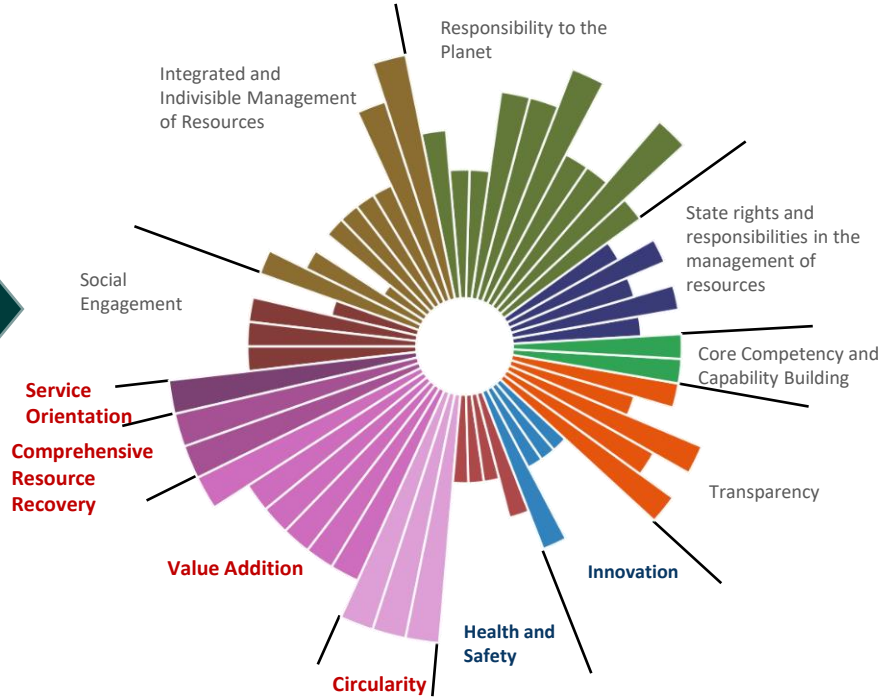 Responsibility to the
Planet
Integrated and
Indivisible Management
of Resources
State rights and
responsibilities in the
management of
resources
Social
Engagement
Core Competency and
Capability Building
Service
Orientation
Comprehensive
Resource
Recovery
Transparency
Value Addition
Innovation
Health and
Safety
Circularity